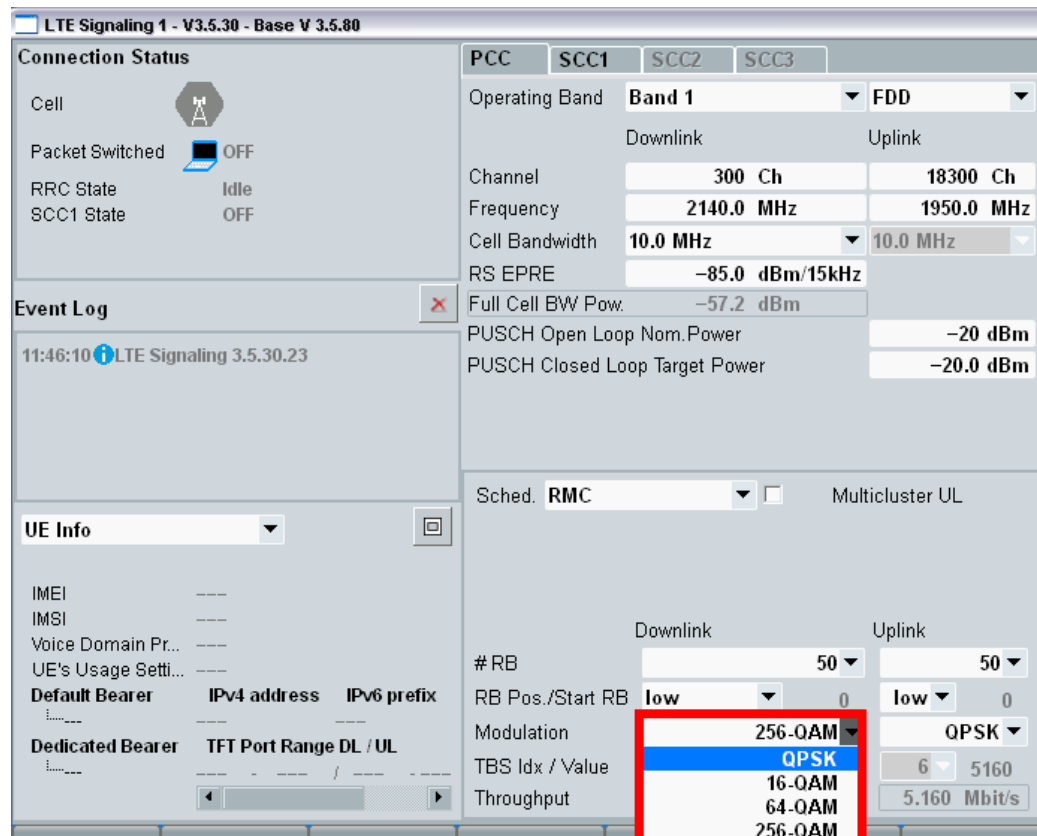 LTE Signaling 1 - V3.5.30 - Base V 3.5.80
Connection Status
Cell
Packet Switched OFF
RRC State Idle
SCC1 State OFF
Event Log
11:46:10 LTE Signaling 3.5.30.23
UE Info
IMEI ---
IMSI ---
Voice Domain Pr... ---
UE's Usage Setti... ---
Default Bearer IPv4 address IPv6 prefix
--- --- ---
Dedicated Bearer TFT Port Range DL / UL
--- --- - --- / --- - ---
PCC SCC1 SCC2 SCC3
Operating Band Band 1 FDD
Downlink Uplink
Channel 300 Ch 18300 Ch
Frequency 2140.0 MHz 1950.0 MHz
Cell Bandwidth 10.0 MHz 10.0 MHz
RS EPRE −85.0 dBm/15kHz
Full Cell BW Pow. −57.2 dBm
PUSCH Open Loop Nom.Power −20 dBm
PUSCH Closed Loop Target Power −20.0 dBm
Sched. RMC Multicluster UL
Downlink Uplink
# RB 50 50
RB Pos./Start RB low 0 low 0
Modulation 256-QAM QPSK
QPSK
TBS Idx / Value 6 5160
16-QAM
Throughput 5.160 Mbit/s
64-QAM
256-QAM